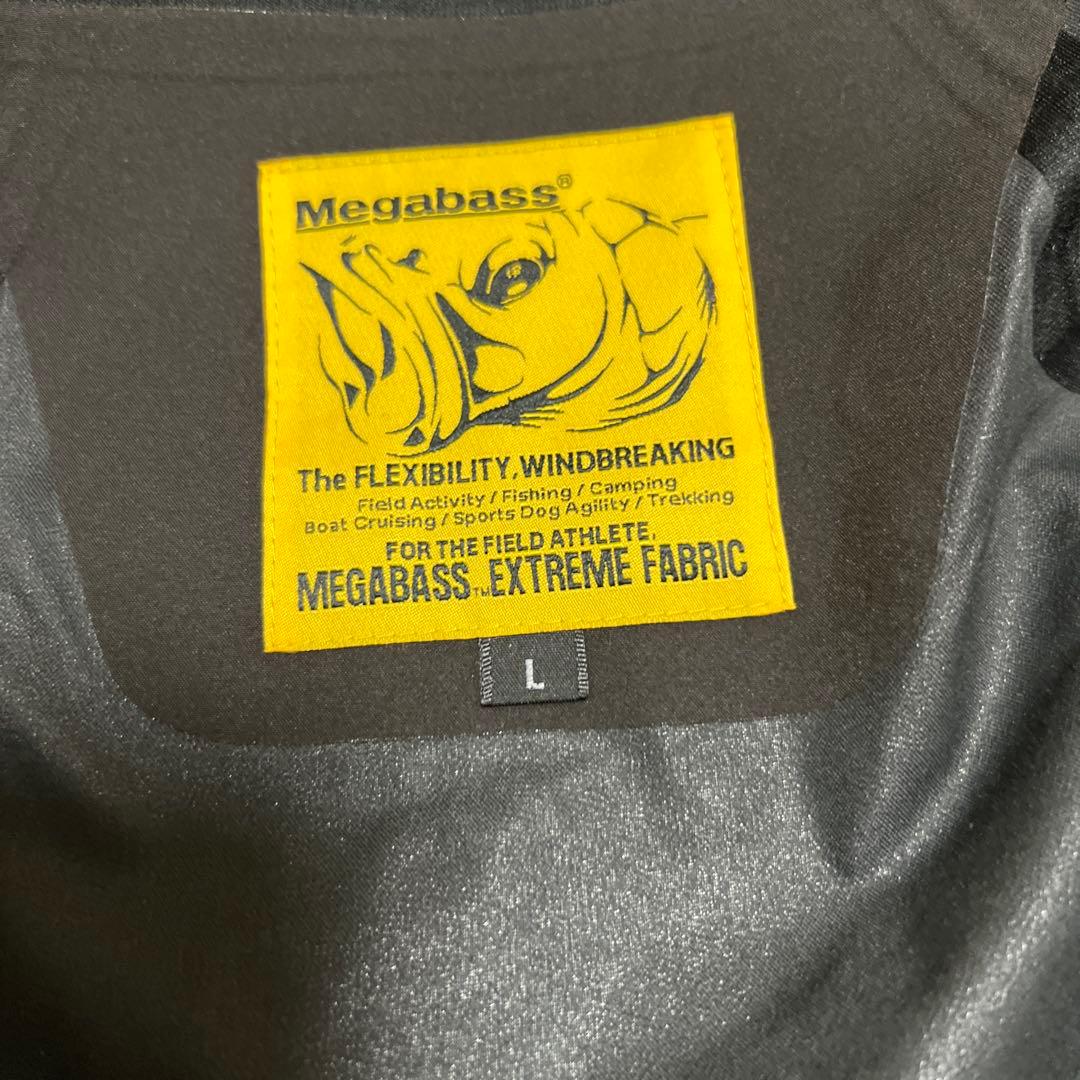 Megabass®
The FLEXIBILITY, WINDBREAKING
Field Activity / Fishing / Camping
Boat Cruising / Sports Dog Agility / Trekking
FOR THE FIELD ATHLETE,
MEGABASS™ EXTREME FABRIC
L